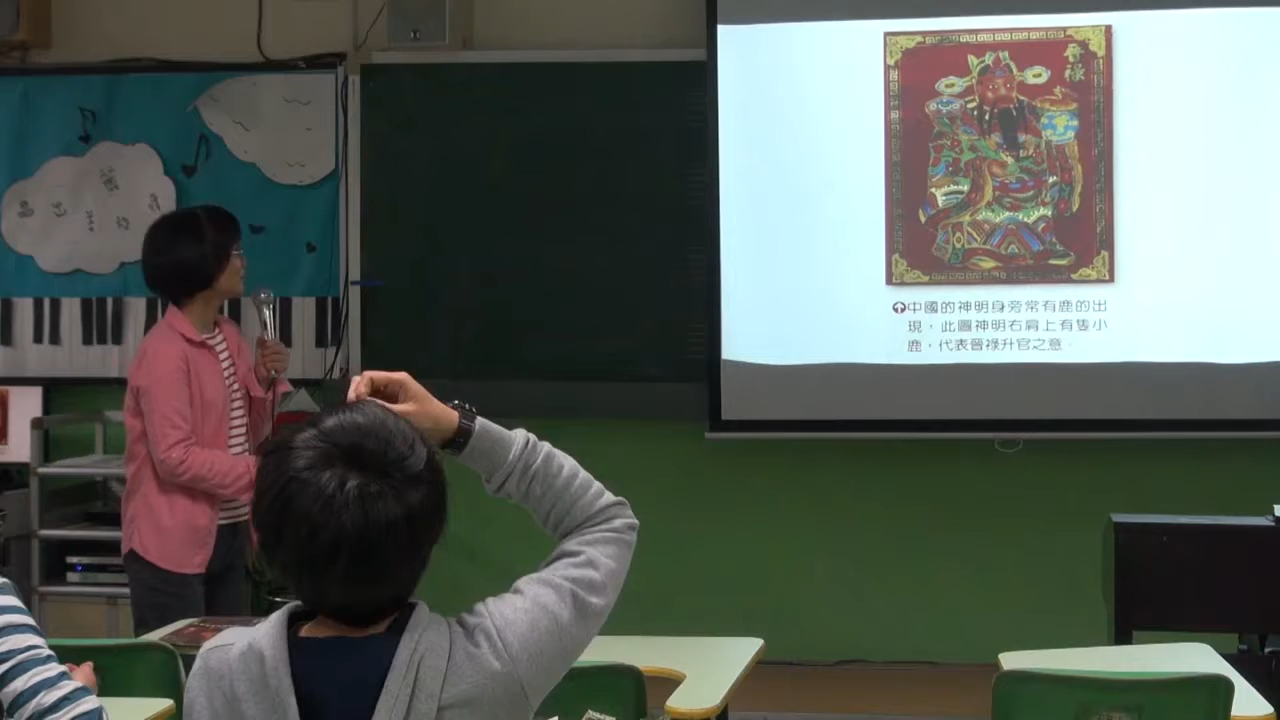 晉祿
中國的神明身旁常有鹿的出
現，此圖神明右肩上有隻小
鹿，代表晉祿升官之意。